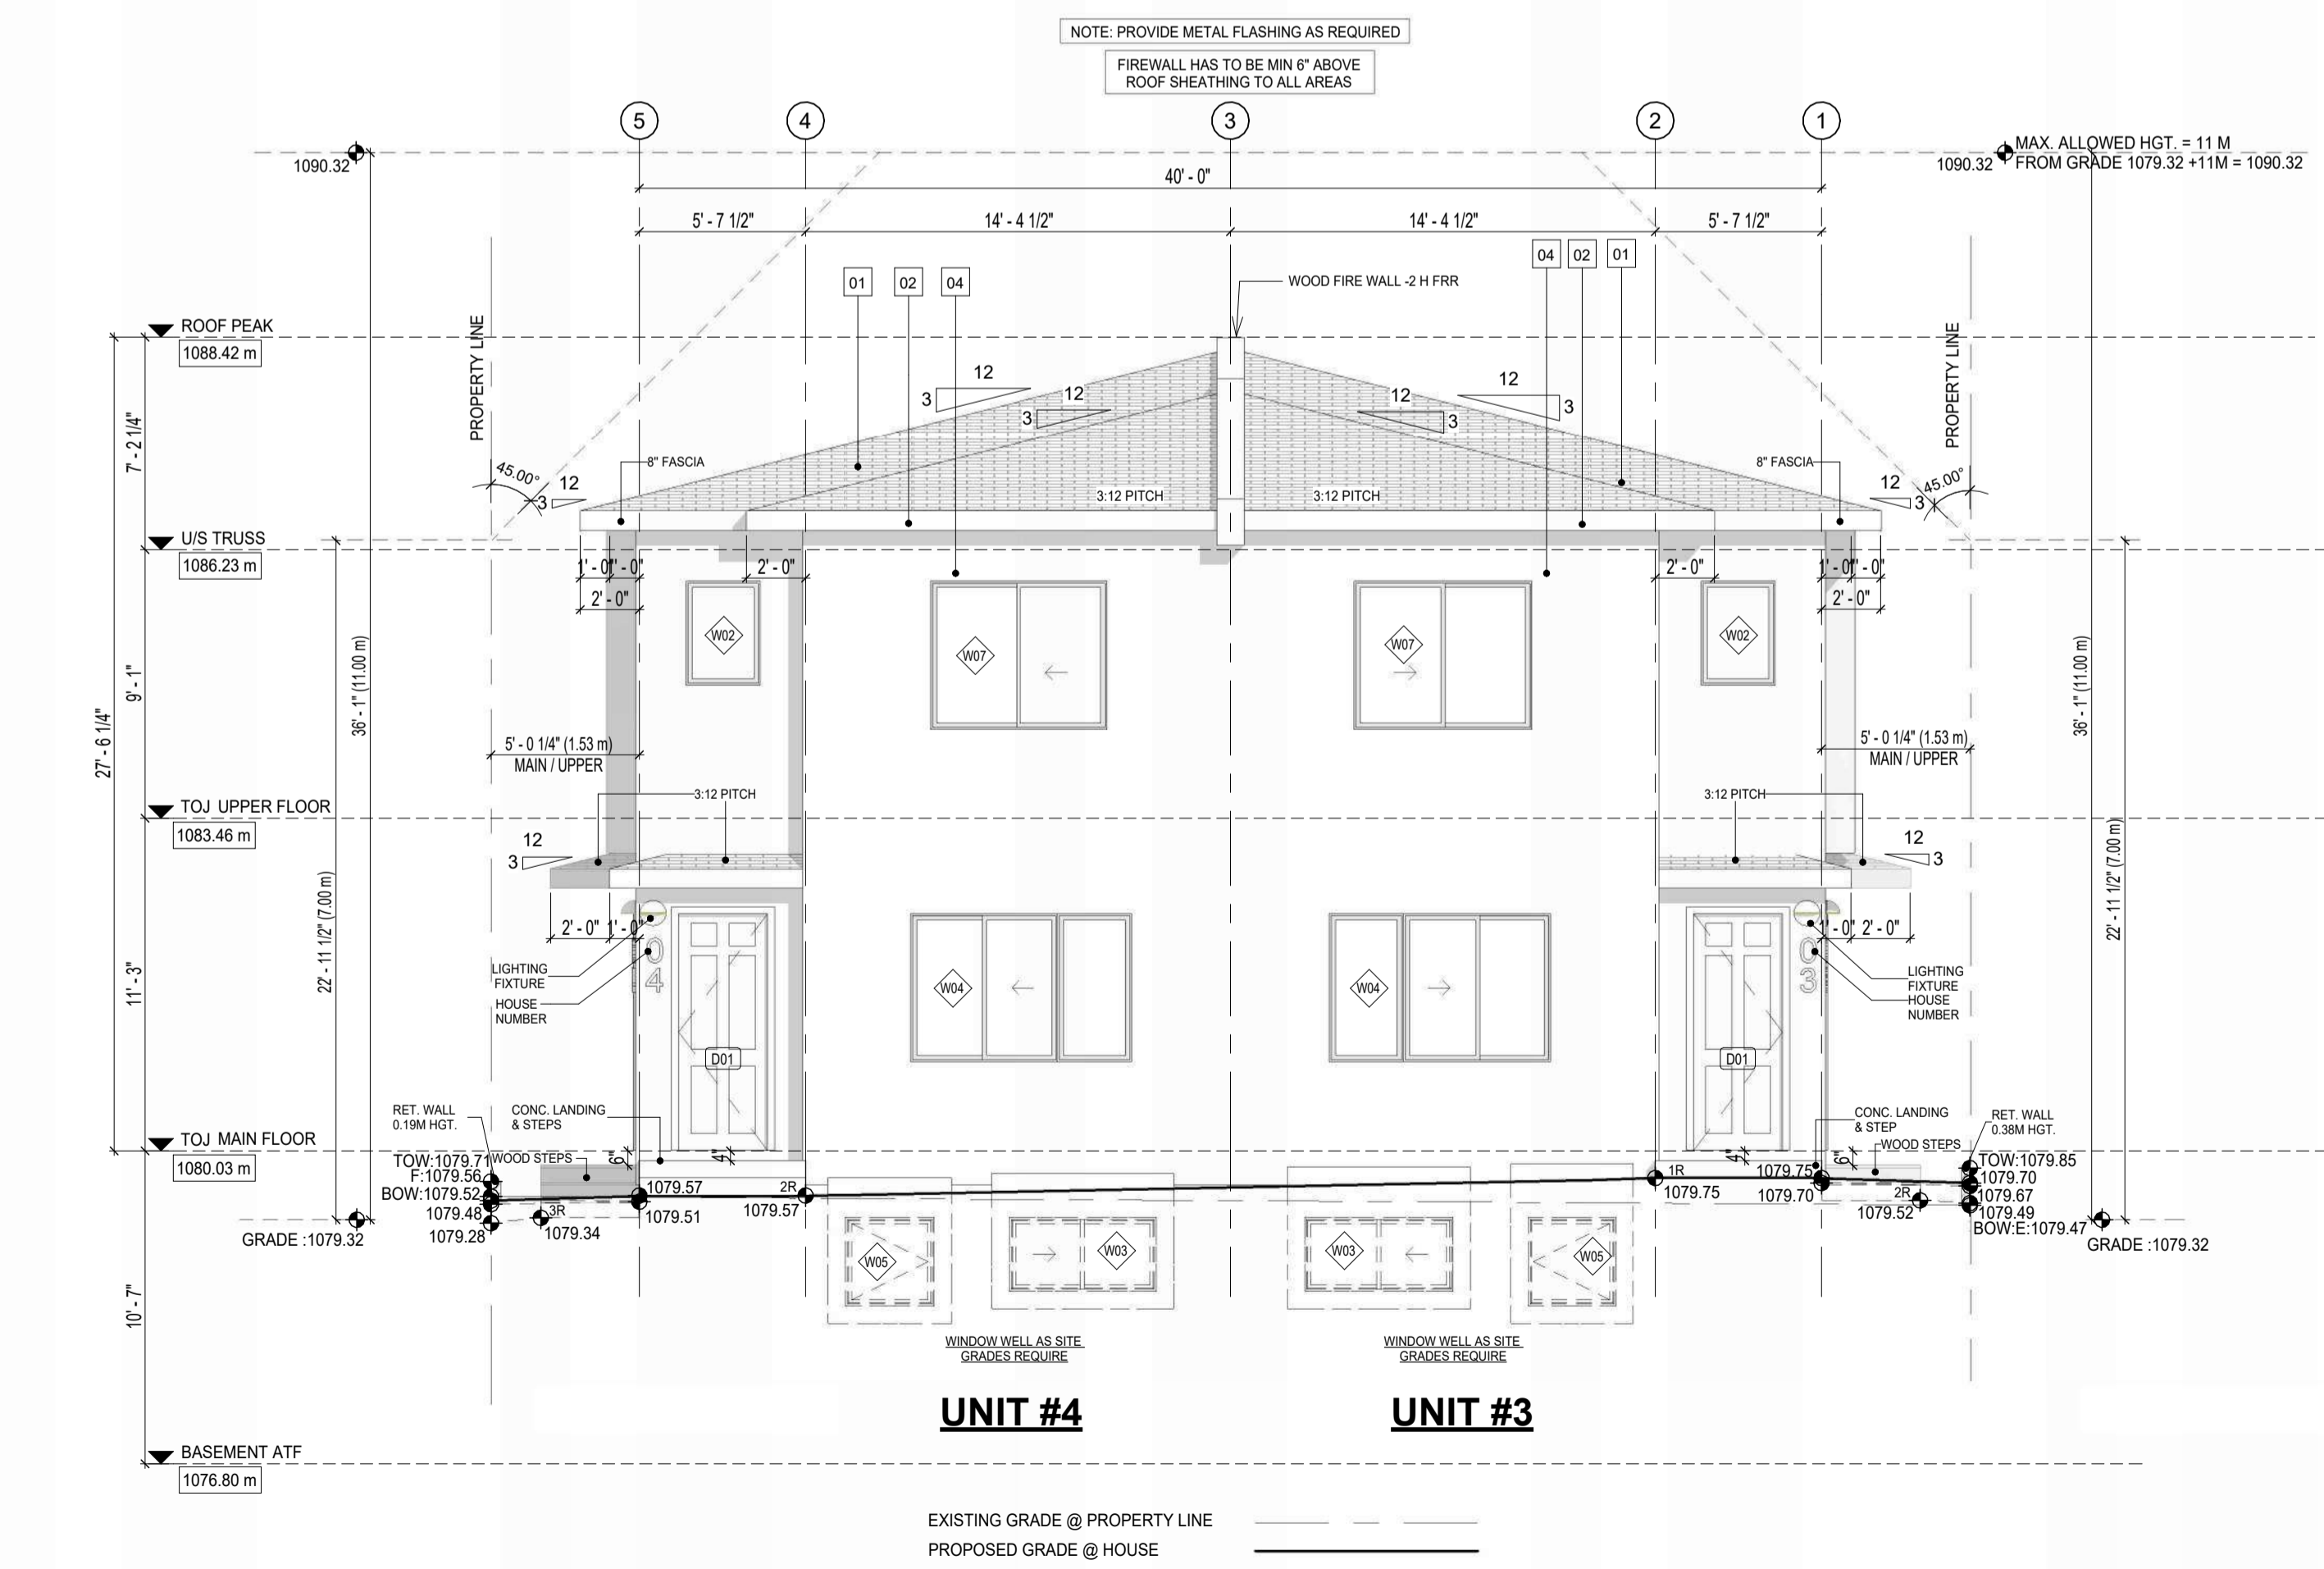 NOTE: PROVIDE METAL FLASHING AS REQUIRED
FIREWALL HAS TO BE MIN 6" ABOVE
ROOF SHEATHING TO ALL AREAS
5
4
3
2
1
1090.32
1090.32
MAX. ALLOWED HGT. = 11 M
FROM GRADE 1079.32 +11M = 1090.32
40' - 0"
5' - 7 1/2"
14' - 4 1/2"
14' - 4 1/2"
5' - 7 1/2"
01
02
04
WOOD FIRE WALL -2 H FRR
04
02
01
ROOF PEAK
1088.42 m
PROPERTY LINE
PROPERTY LINE
12
3
12
3
12
3
12
3
7' - 2 1/4"
8" FASCIA
8" FASCIA
45.00°
12
3
3:12 PITCH
3:12 PITCH
12
3
45.00°
U/S TRUSS
1086.23 m
1' - 0"
1' - 0"
2' - 0"
2' - 0"
2' - 0"
1' - 0"
1' - 0"
2' - 0"
W02
W07
W07
W02
9' - 1"
27' - 6 1/4"
36' - 1" (11.00 m)
36' - 1" (11.00 m)
5' - 0 1/4" (1.53 m)
MAIN / UPPER
5' - 0 1/4" (1.53 m)
MAIN / UPPER
TOJ UPPER FLOOR
1083.46 m
3:12 PITCH
3:12 PITCH
12
3
12
3
22' - 11 1/2" (7.00 m)
22' - 11 1/2" (7.00 m)
2' - 0"
1' - 0"
1' - 0"
2' - 0"
11' - 3"
LIGHTING
FIXTURE
HOUSE
NUMBER
0
4
D01
W04
W04
D01
0
3
LIGHTING
FIXTURE
HOUSE
NUMBER
RET. WALL
0.19M HGT.
CONC. LANDING
& STEPS
CONC. LANDING
& STEP
WOOD STEPS
RET. WALL
0.38M HGT.
TOJ MAIN FLOOR
1080.03 m
TOW:1079.71
WOOD STEPS
F:1079.56
BOW:1079.52
1079.48
1079.28
6"
4"
1079.57
1079.51
3R
1079.34
2R
1079.57
1R
1079.75
4"
6"
1079.75
1079.70
2R
1079.52
TOW:1079.85
1079.70
1079.67
1079.49
BOW:E:1079.47
GRADE :1079.32
GRADE :1079.32
W05
W03
W03
W05
WINDOW WELL AS SITE
GRADES REQUIRE
WINDOW WELL AS SITE
GRADES REQUIRE
10' - 7"
UNIT #4
UNIT #3
BASEMENT ATF
1076.80 m
EXISTING GRADE @ PROPERTY LINE
PROPOSED GRADE @ HOUSE